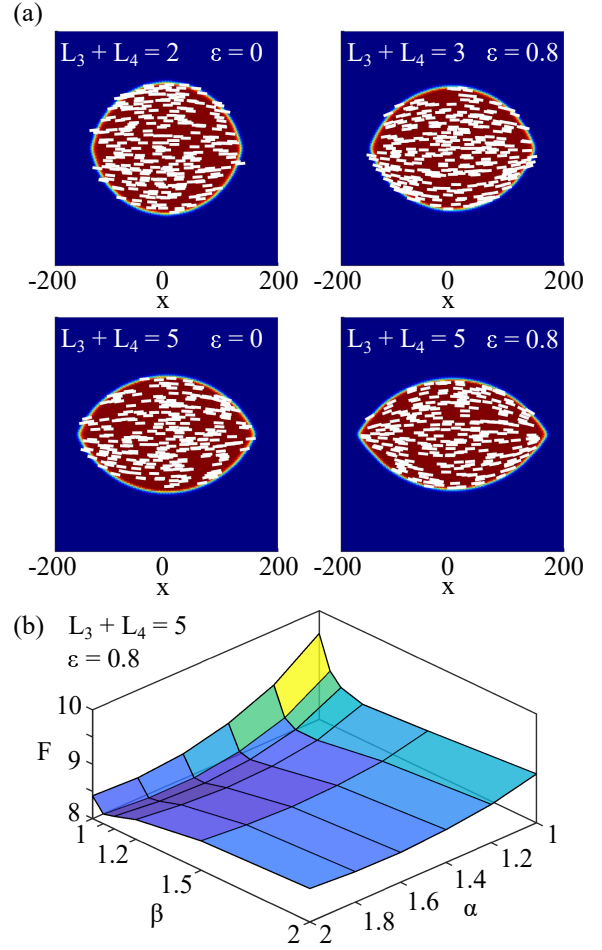 (a)
L₃ + L₄ = 2 ε = 0
L₃ + L₄ = 3 ε = 0.8
-200 0 200
x
-200 0 200
x
L₃ + L₄ = 5 ε = 0
L₃ + L₄ = 5 ε = 0.8
-200 0 200
x
-200 0 200
x
(b) L₃ + L₄ = 5
ε = 0.8
10
9
8
F
1
1.2
1.5
2
β
2
1.8
1.6
1.4
1.2
1
α